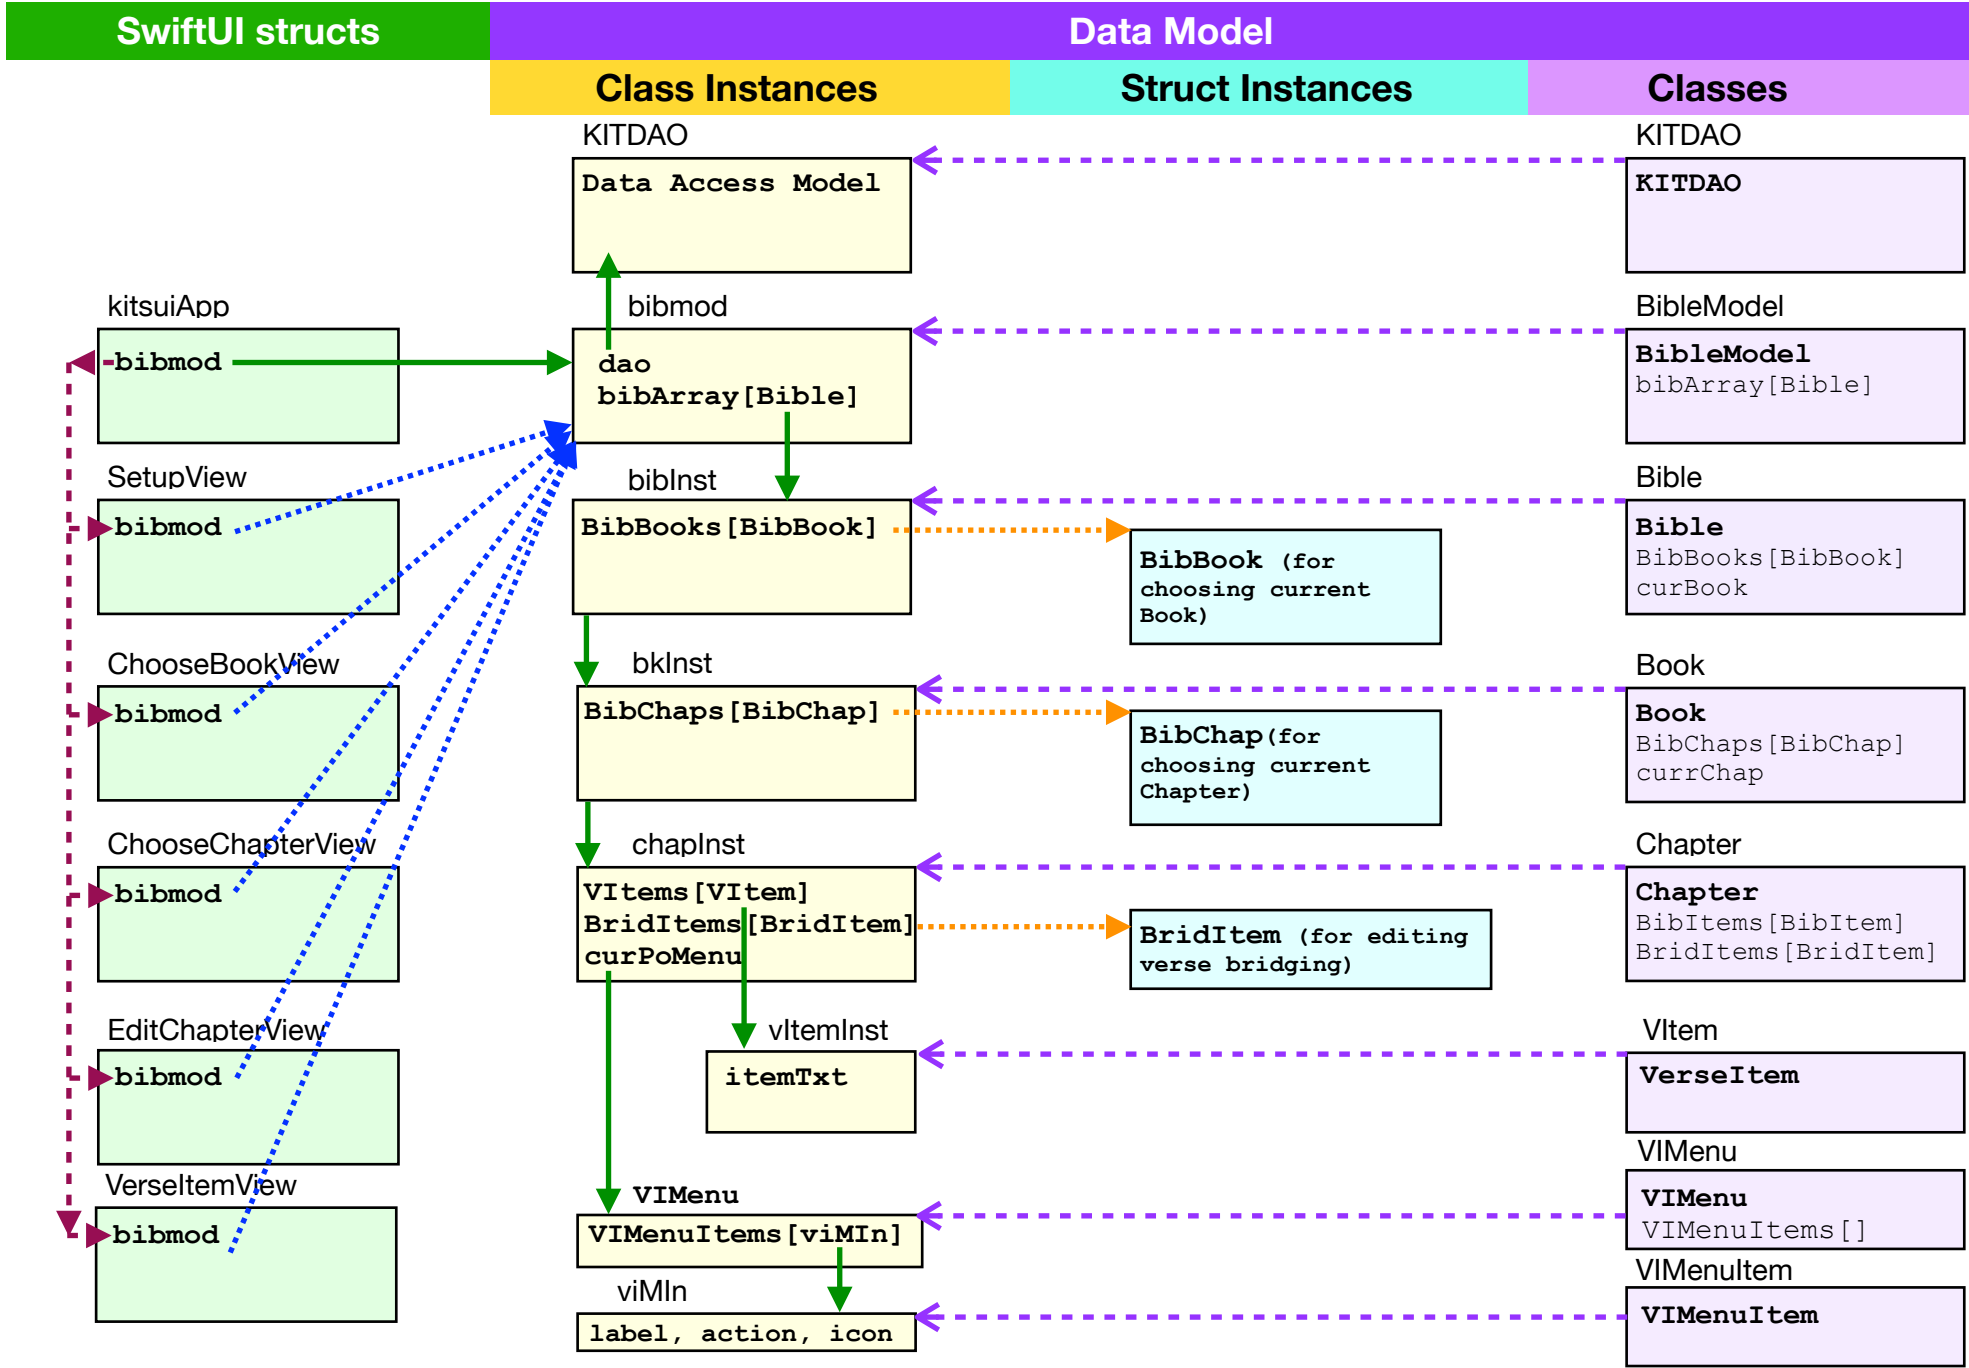 SwiftUI structs
Data Model
Class Instances
Struct Instances
Classes
KITDAO
Data Access Model
KITDAO
KITDAO
kitsuiApp
bibmod
bibmod
dao
bibArray[Bible]
BibleModel
BibleModel
bibArray[Bible]
SetupView
bibmod
bibInst
BibBooks[BibBook]
BibBook (for
choosing current
Book)
Bible
Bible
BibBooks[BibBook]
curBook
ChooseBookView
bibmod
bkInst
BibChaps[BibChap]
BibChap(for
choosing current
Chapter)
Book
Book
BibChaps[BibChap]
currChap
ChooseChapterView
bibmod
chapInst
VItems[VItem]
BridItems[BridItem]
curPoMenu
BridItem (for editing
verse bridging)
Chapter
Chapter
BibItems[BibItem]
BridItems[BridItem]
EditChapterView
bibmod
vItemInst
itemTxt
VItem
VerseItem
VerseItemView
bibmod
VIMenu
VIMenuItems[viMIn]
VIMenu
VIMenu
VIMenuItems[]
viMIn
label, action, icon
VIMenuItem
VIMenuItem